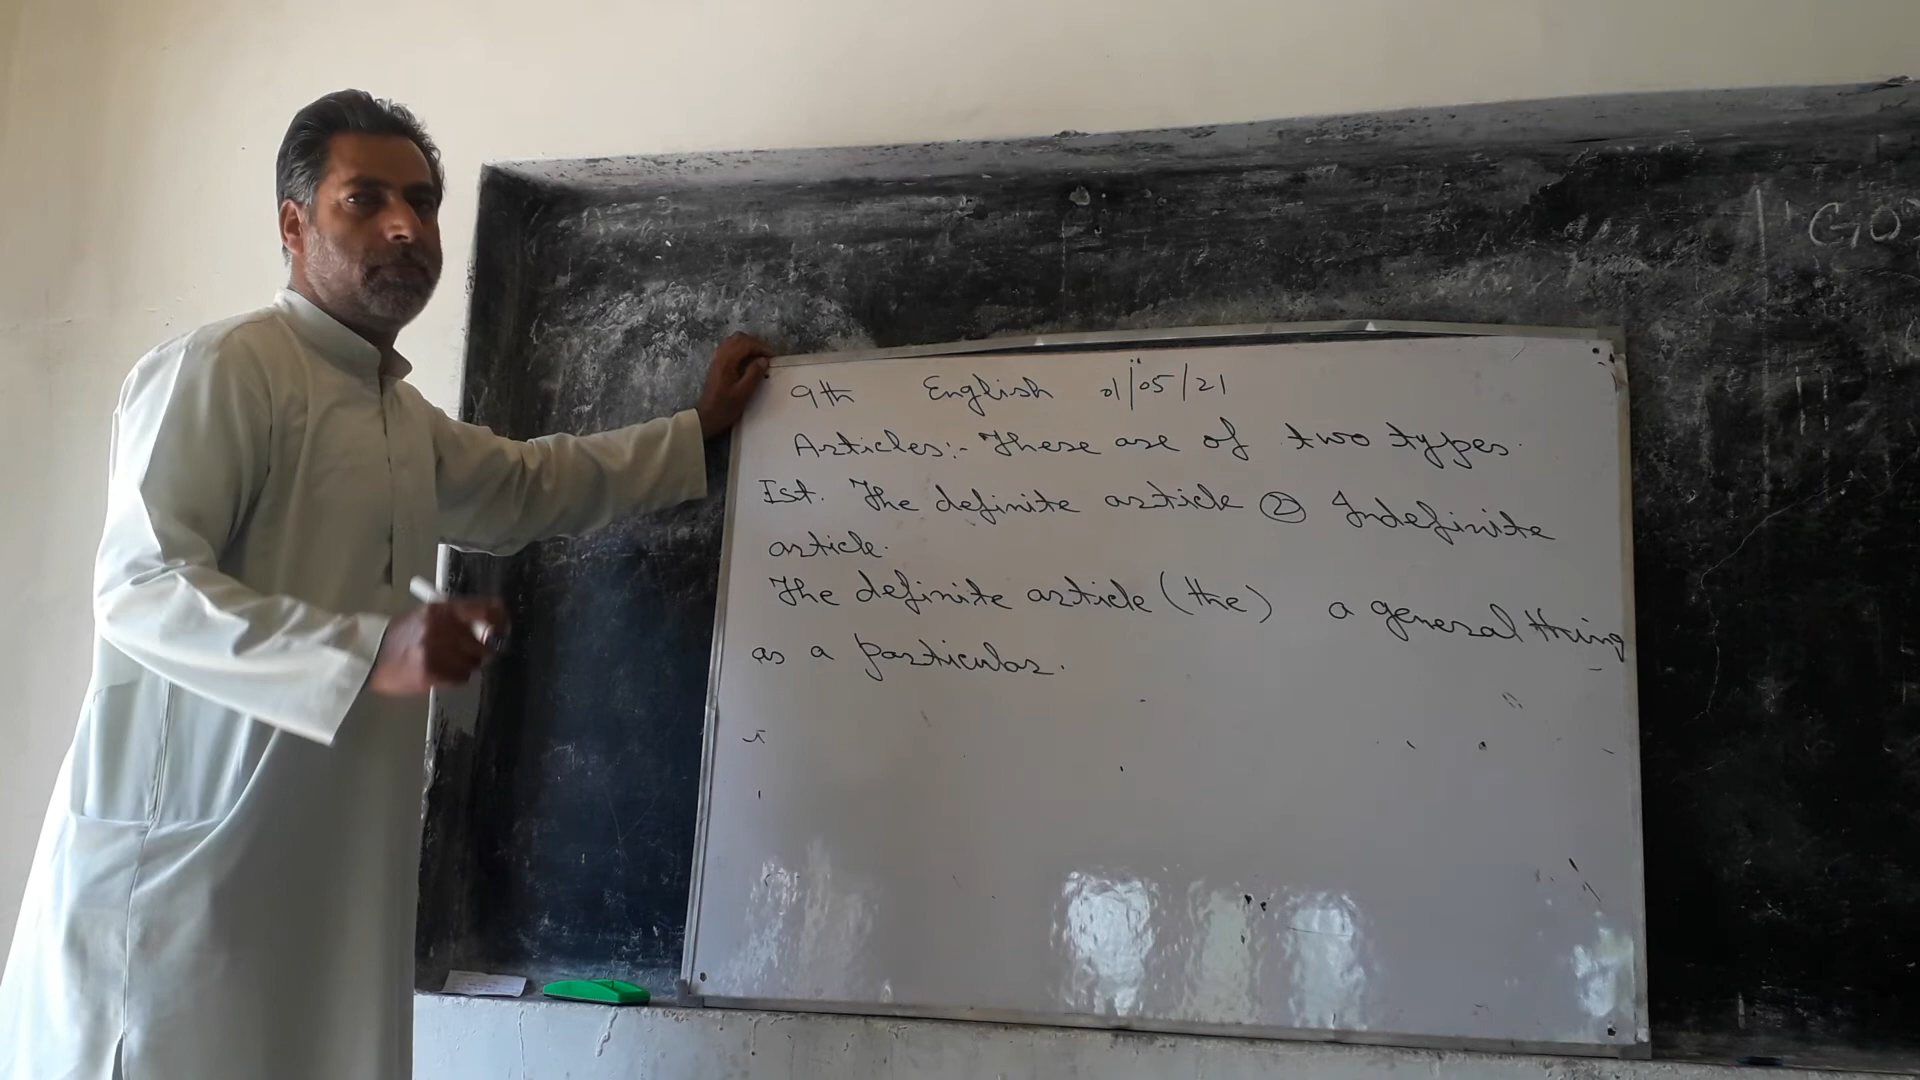 9th English 01/05/21
Articles:- These are of two types.
Ist. The definite article ② Indefinite
article.
The definite article (the) a general thing
as a particular.